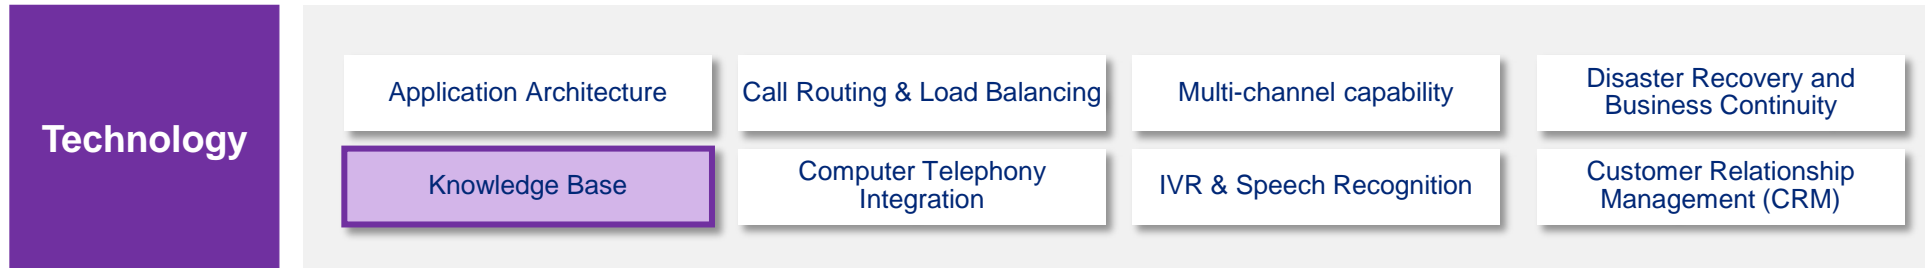 Technology
Application Architecture
Call Routing & Load Balancing
Multi-channel capability
Disaster Recovery and
Business Continuity
Knowledge Base
Computer Telephony
Integration
IVR & Speech Recognition
Customer Relationship
Management (CRM)